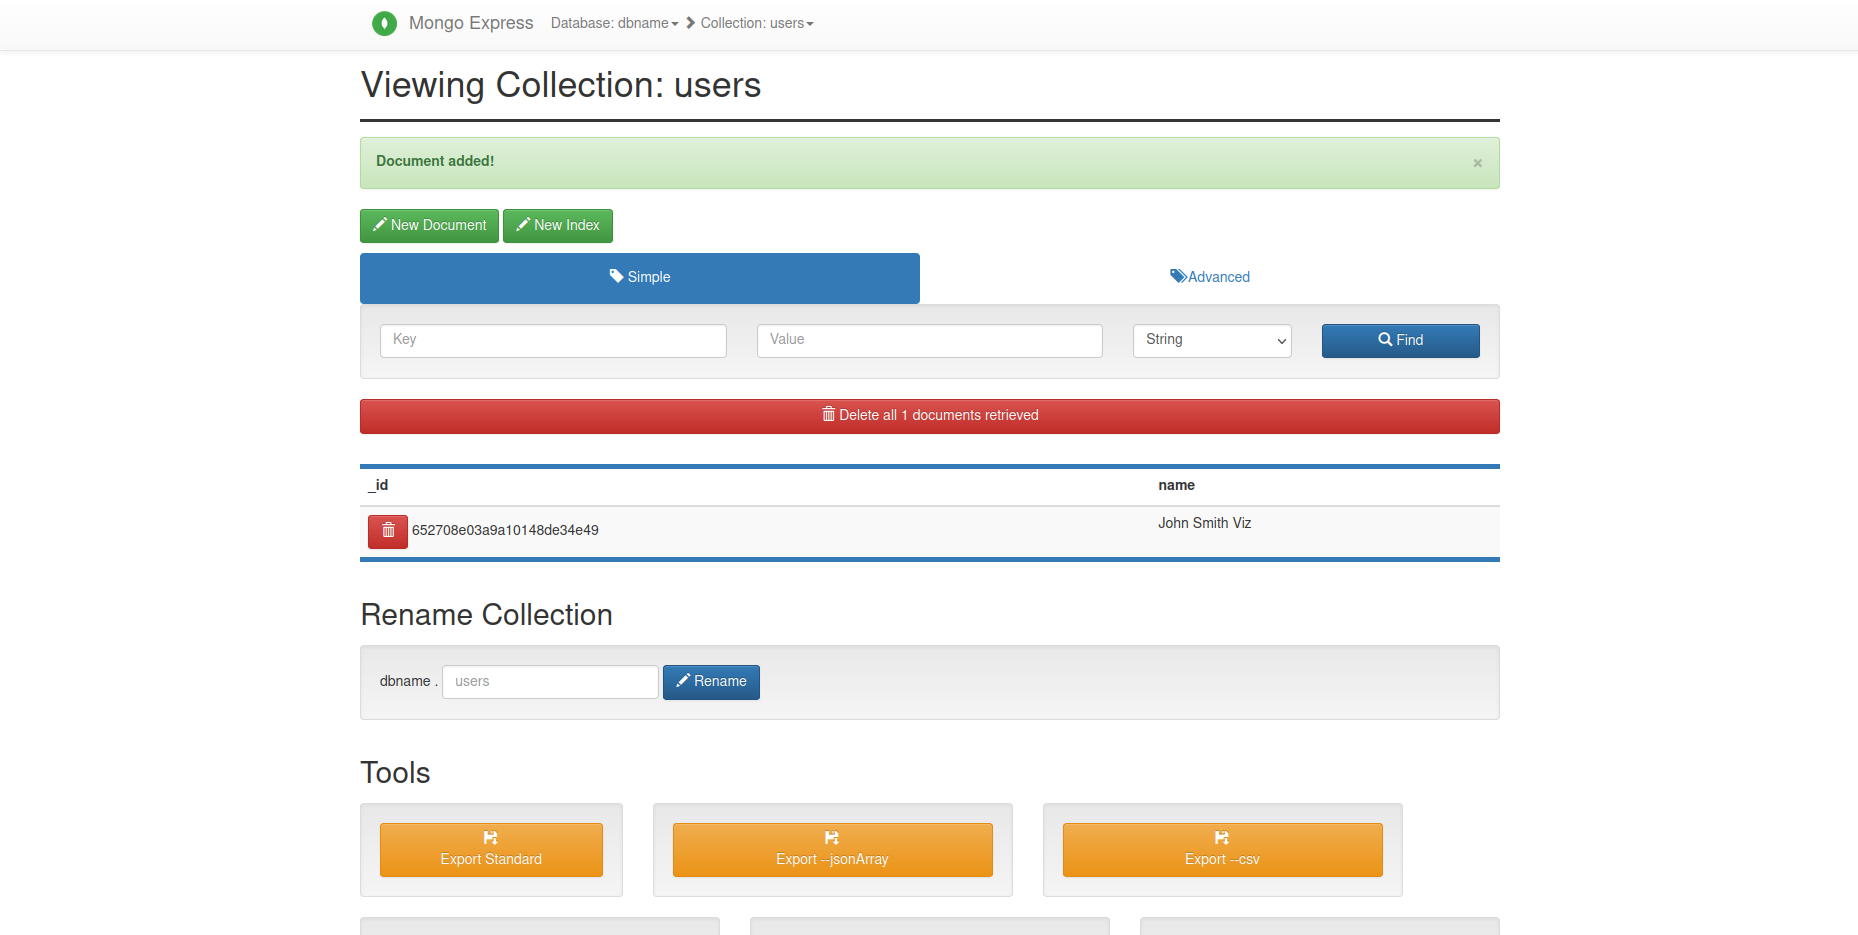 Mongo Express Database: dbname Collection: users
Viewing Collection: users
Document added! ×
New Document New Index
Simple Advanced
Key Value String Find
Delete all 1 documents retrieved
_id name
652708e03a9a10148de34e49 John Smith Viz
Rename Collection
dbname . users Rename
Tools
Export Standard Export --jsonArray Export --csv